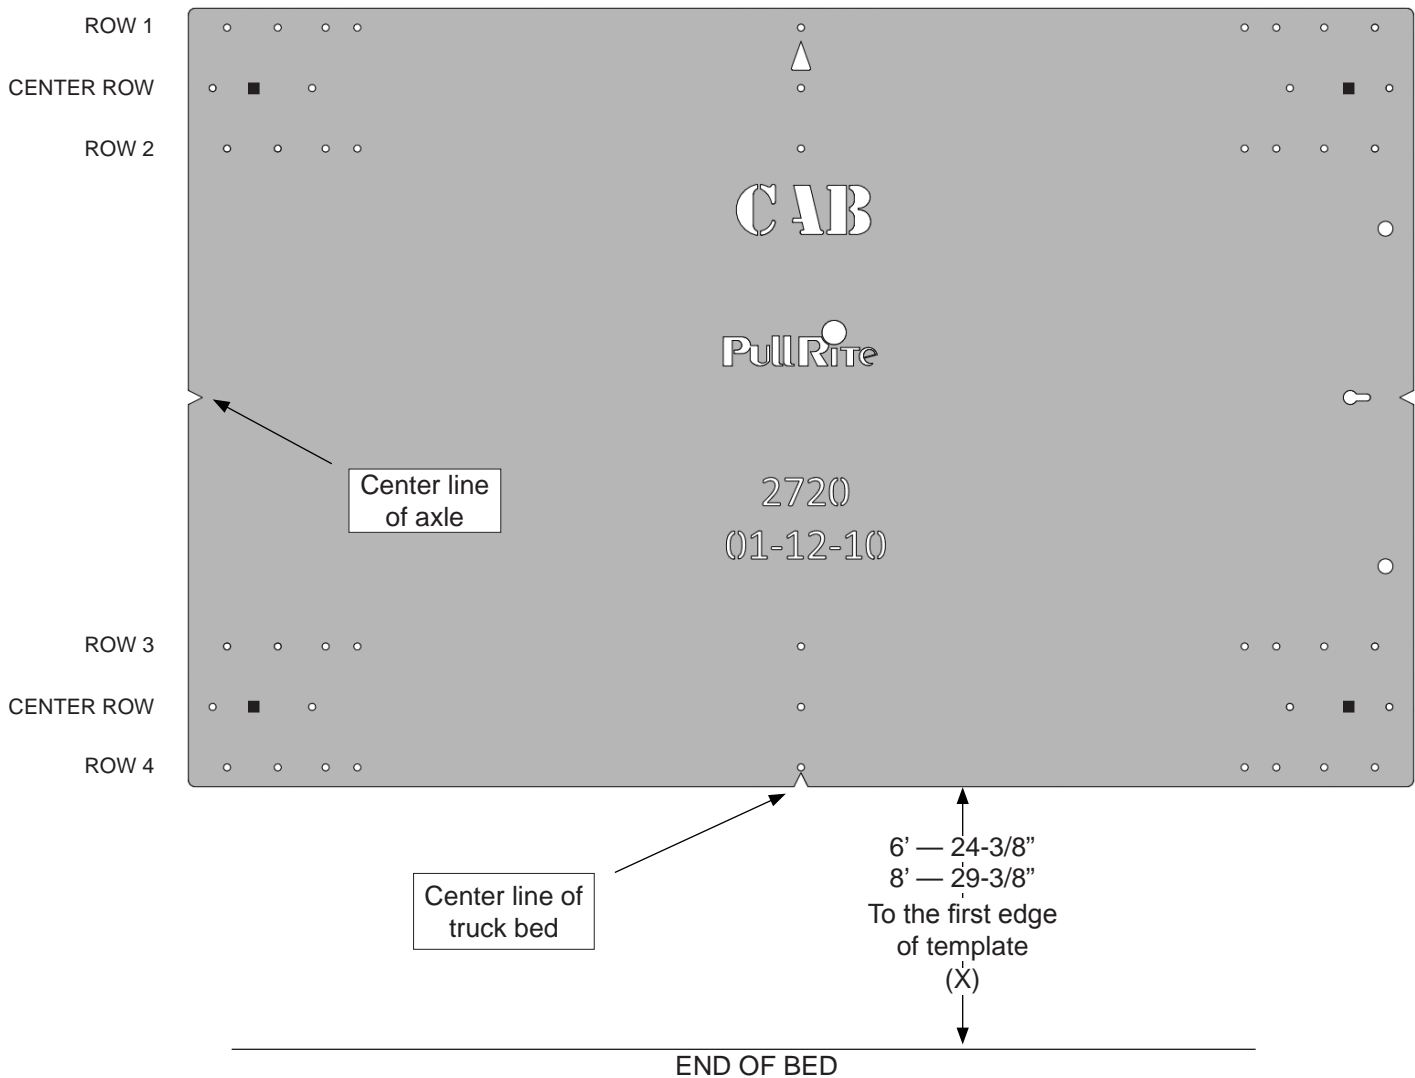 ROW 1
CENTER ROW
ROW 2
CAB
PullRite
Center line
of axle
2720
01-12-10
ROW 3
CENTER ROW
ROW 4
6’ — 24-3/8”
8’ — 29-3/8”
To the first edge
of template
(X)
Center line of
truck bed
END OF BED